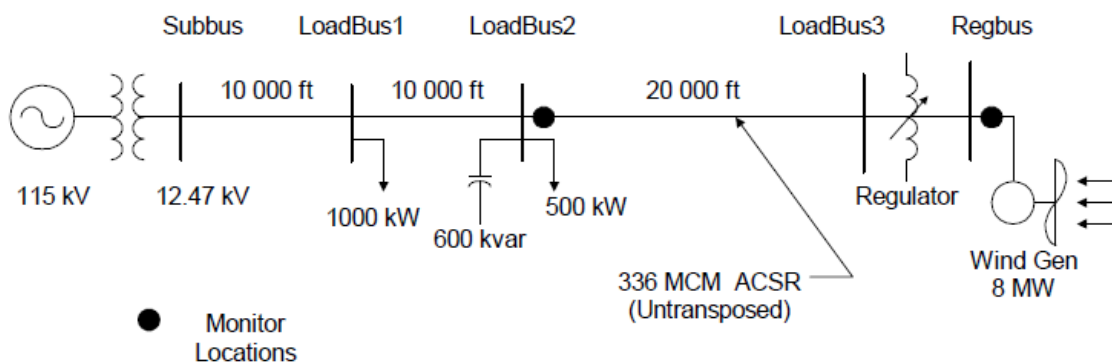 Subbus
LoadBus1
LoadBus2
LoadBus3
Regbus
10 000 ft
10 000 ft
20 000 ft
115 kV
12.47 kV
1000 kW
600 kvar
500 kW
Regulator
336 MCM ACSR
(Untransposed)
Wind Gen
8 MW
Monitor
Locations